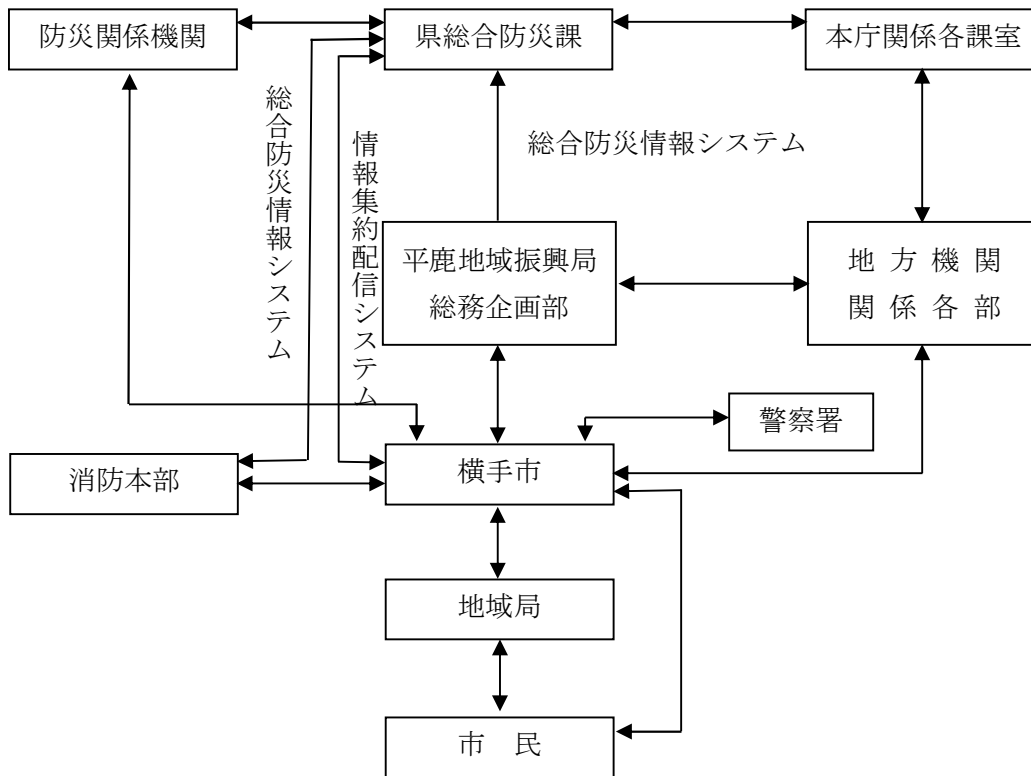 防災関係機関
県総合防災課
本庁関係各課室
総合防災情報システム
情報集約配信システム
総合防災情報システム
平鹿地域振興局
総務企画部
地方機関
関係各部
警察署
消防本部
横手市
地域局
市　民